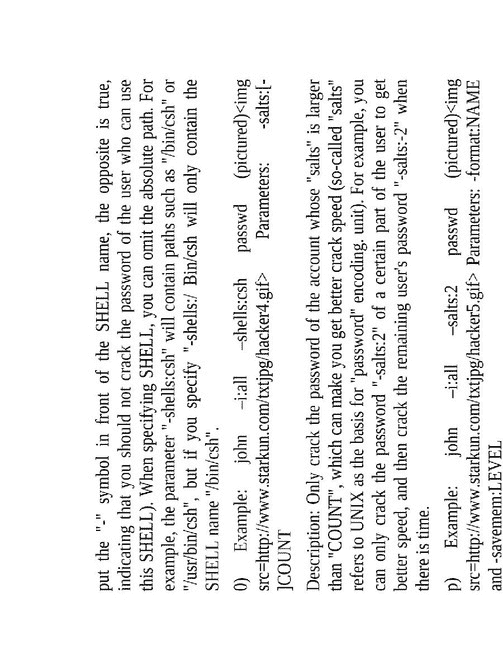 put the "-" symbol in front of the SHELL name, the opposite is true,
indicating that you should not crack the password of the user who can use
this SHELL). When specifying SHELL, you can omit the absolute path. For
example, the parameter "-shells:csh" will contain paths such as "/bin/csh" or
"/usr/bin/csh", but if you specify "-shells:/ Bin/csh will only contain the
SHELL name "/bin/csh".
0) Example: john –i:all –shells:csh passwd (pictured)<img
src=http://www.starkun.com/txtjpg/hacker4.gif> Parameters: -salts:[-
]COUNT
Description: Only crack the password of the account whose "salts" is larger
than "COUNT", which can make you get better crack speed (so-called "salts"
refers to UNIX as the basis for "password" encoding, unit). For example, you
can only crack the password "-salts:2" of a certain part of the user to get
better speed, and then crack the remaining user's password "-salts:-2" when
there is time.
p) Example: john –i:all –salts:2 passwd (pictured)<img
src=http://www.starkun.com/txtjpg/hacker5.gif> Parameters: -format:NAME
and -savemem:LEVEL